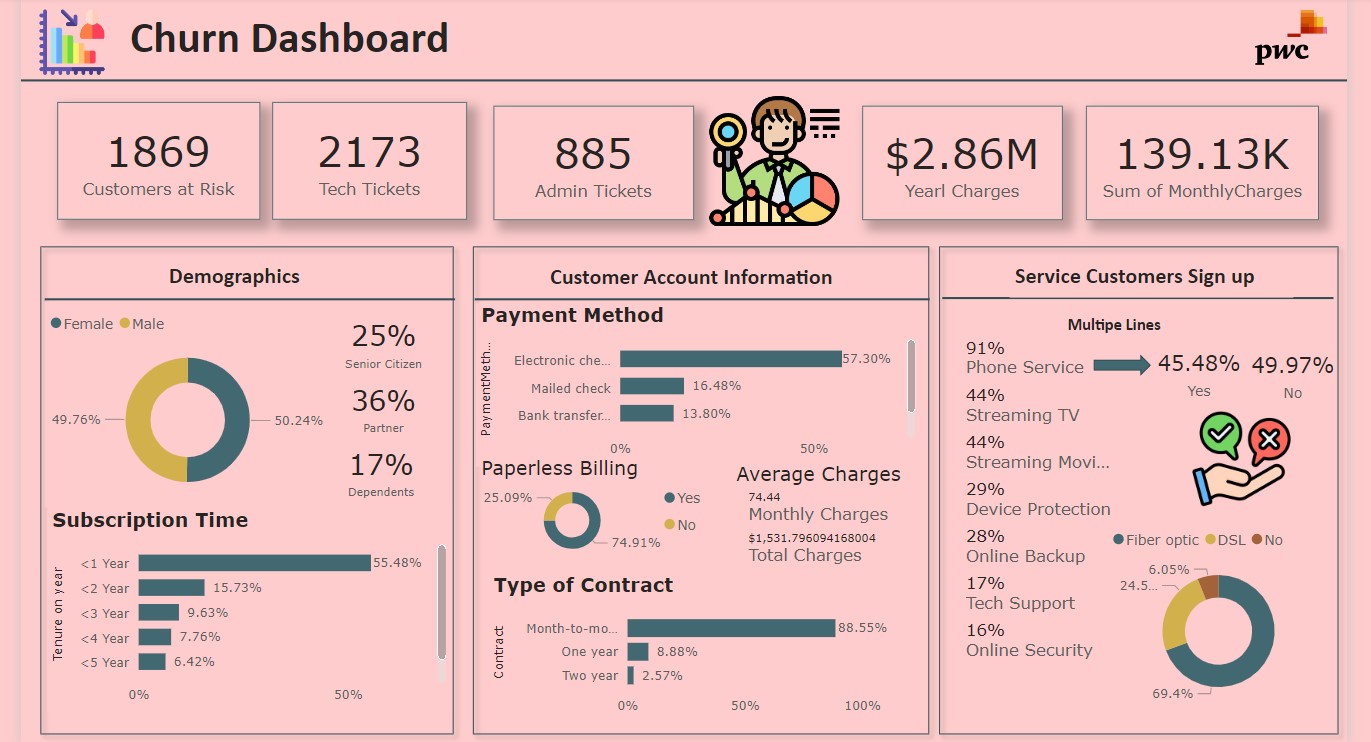 Churn Dashboard
pwc
1869
Customers at Risk
2173
Tech Tickets
885
Admin Tickets
$2.86M
Yearl Charges
139.13K
Sum of MonthlyCharges
Demographics
Female Male
49.76%
50.24%
25%
Senior Citizen
36%
Partner
17%
Dependents
Subscription Time
Tenure on year
<1 Year 55.48%
<2 Year 15.73%
<3 Year 9.63%
<4 Year 7.76%
<5 Year 6.42%
0% 50%
Customer Account Information
Payment Method
PaymentMeth...
Electronic che... 57.30%
Mailed check 16.48%
Bank transfer... 13.80%
0% 50%
Paperless Billing
25.09%
74.91%
Yes
No
Average Charges
74.44
Monthly Charges
$1,531.796094168004
Total Charges
Type of Contract
Contract
Month-to-mo... 88.55%
One year 8.88%
Two year 2.57%
0% 50% 100%
Service Customers Sign up
Multipe Lines
91%
Phone Service
45.48% 49.97%
Yes No
44%
Streaming TV
44%
Streaming Movi...
29%
Device Protection
28%
Online Backup
17%
Tech Support
16%
Online Security
Fiber optic DSL No
6.05%
24.5...
69.4%